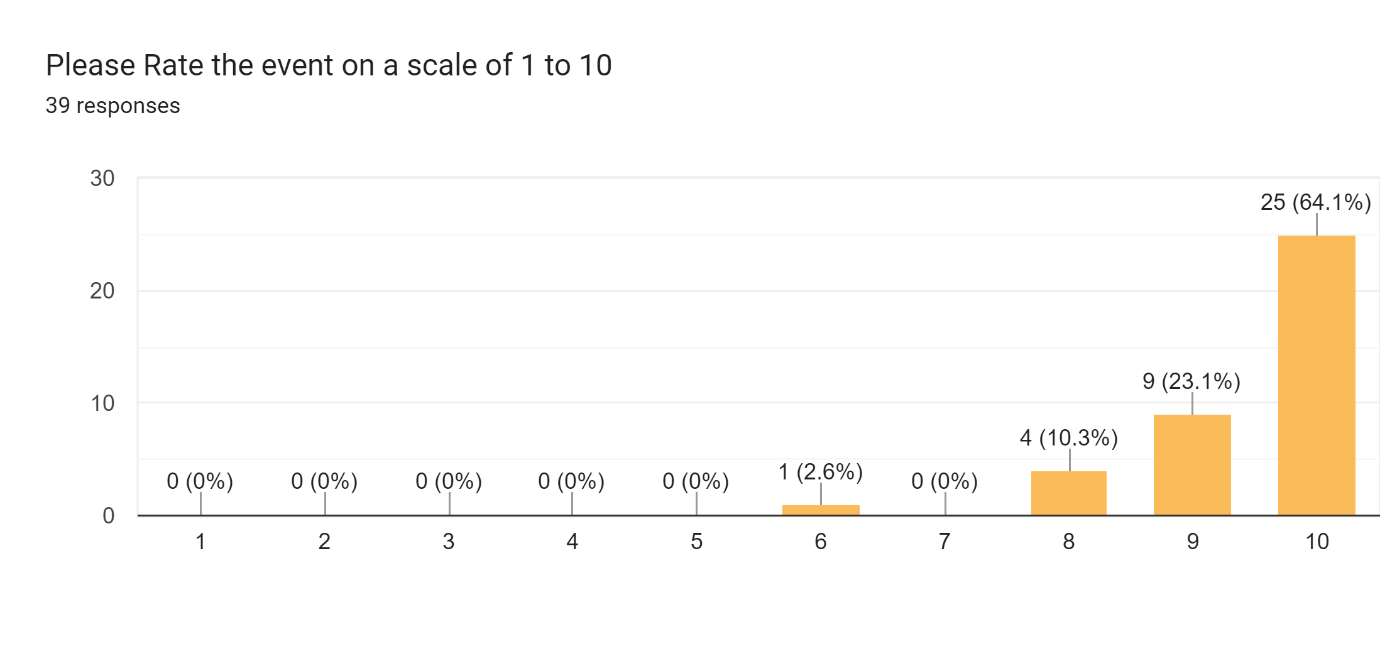 Please Rate the event on a scale of 1 to 10
39 responses
30
25 (64.1%)
20
9 (23.1%)
10
4 (10.3%)
0 (0%) 0 (0%) 0 (0%) 0 (0%) 0 (0%) 1 (2.6%) 0 (0%)
0
1 2 3 4 5 6 7 8 9 10